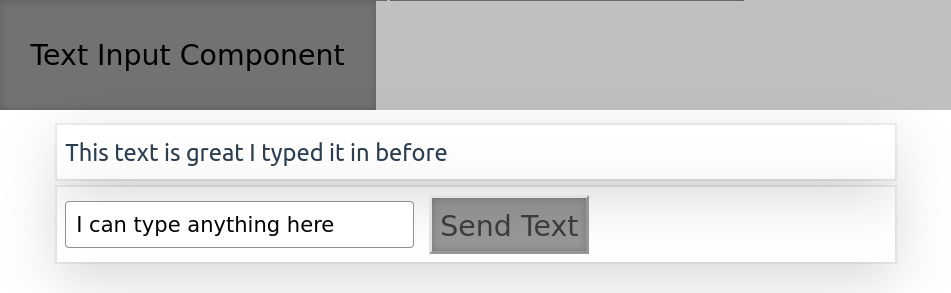 Text Input Component
This text is great I typed it in before
I can type anything here
Send Text